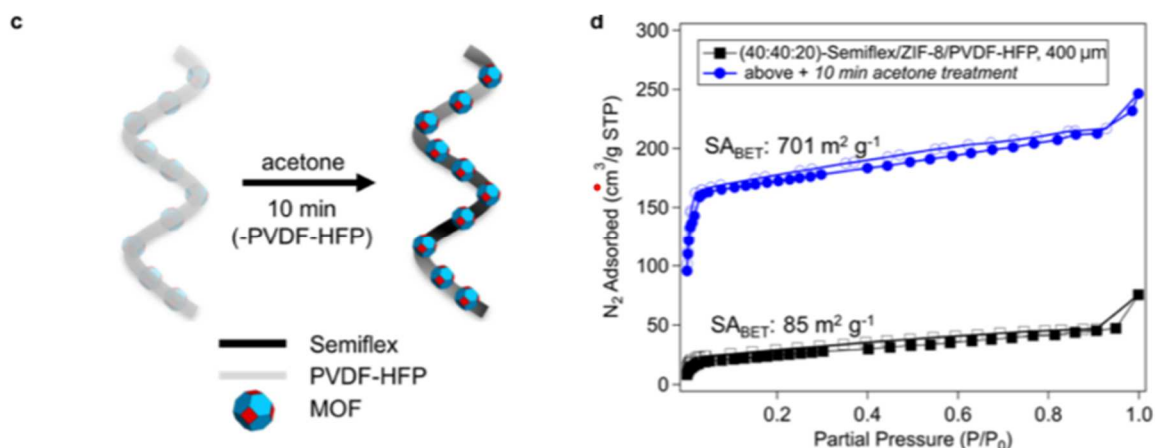 c
acetone
10 min
(-PVDF-HFP)
Semiflex
PVDF-HFP
MOF
d
300
250
200
150
100
50
0
N₂ Adsorbed (cm³/g STP)
(40:40:20)-Semiflex/ZIF-8/PVDF-HFP, 400 µm
above + 10 min acetone treatment
SA_BET: 701 m² g⁻¹
SA_BET: 85 m² g⁻¹
0.2 0.4 0.6 0.8 1.0
Partial Pressure (P/P₀)